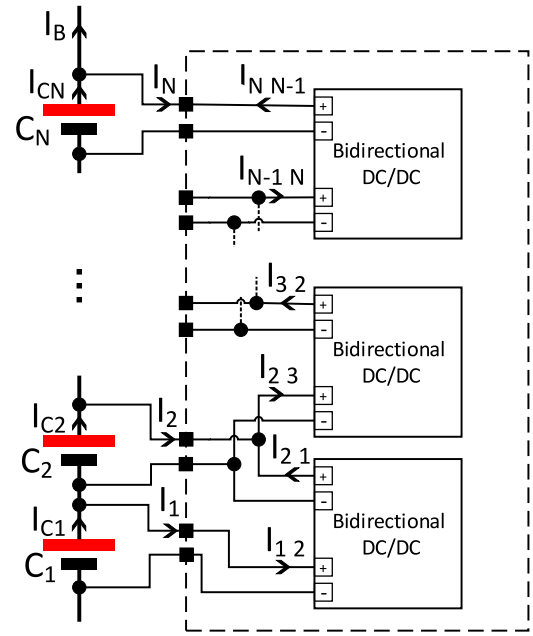 I_B
I_CN
I_N
I_N N-1
+
C_N
-
Bidirectional
DC/DC
I_N-1 N
+
-
⋮
I_3 2
+
-
Bidirectional
DC/DC
I_2 3
+
-
I_C2
I_2
C_2
I_2 1
+
-
I_1
I_C1
Bidirectional
DC/DC
I_1 2
C_1
+
-